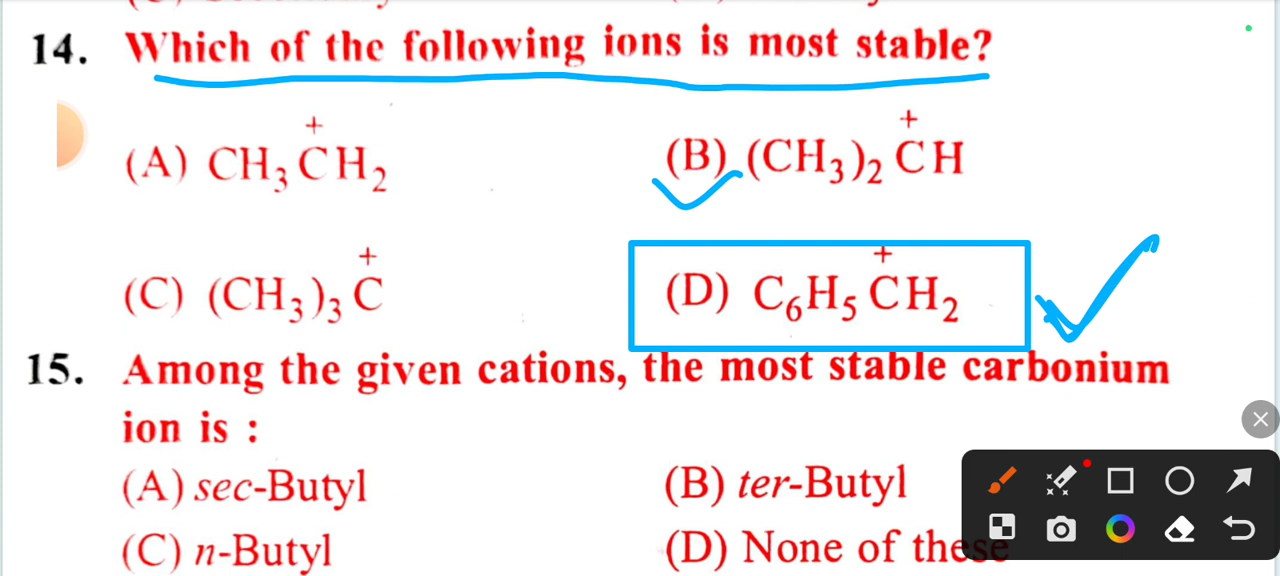 14. Which of the following ions is most stable?
(A) CH₃C⁺H₂ (B) (CH₃)₂C⁺H
(C) (CH₃)₃C⁺ (D) C₆H₅C⁺H₂
15. Among the given cations, the most stable carbonium
ion is :
(A) sec-Butyl (B) ter-Butyl
(C) n-Butyl (D) None of these